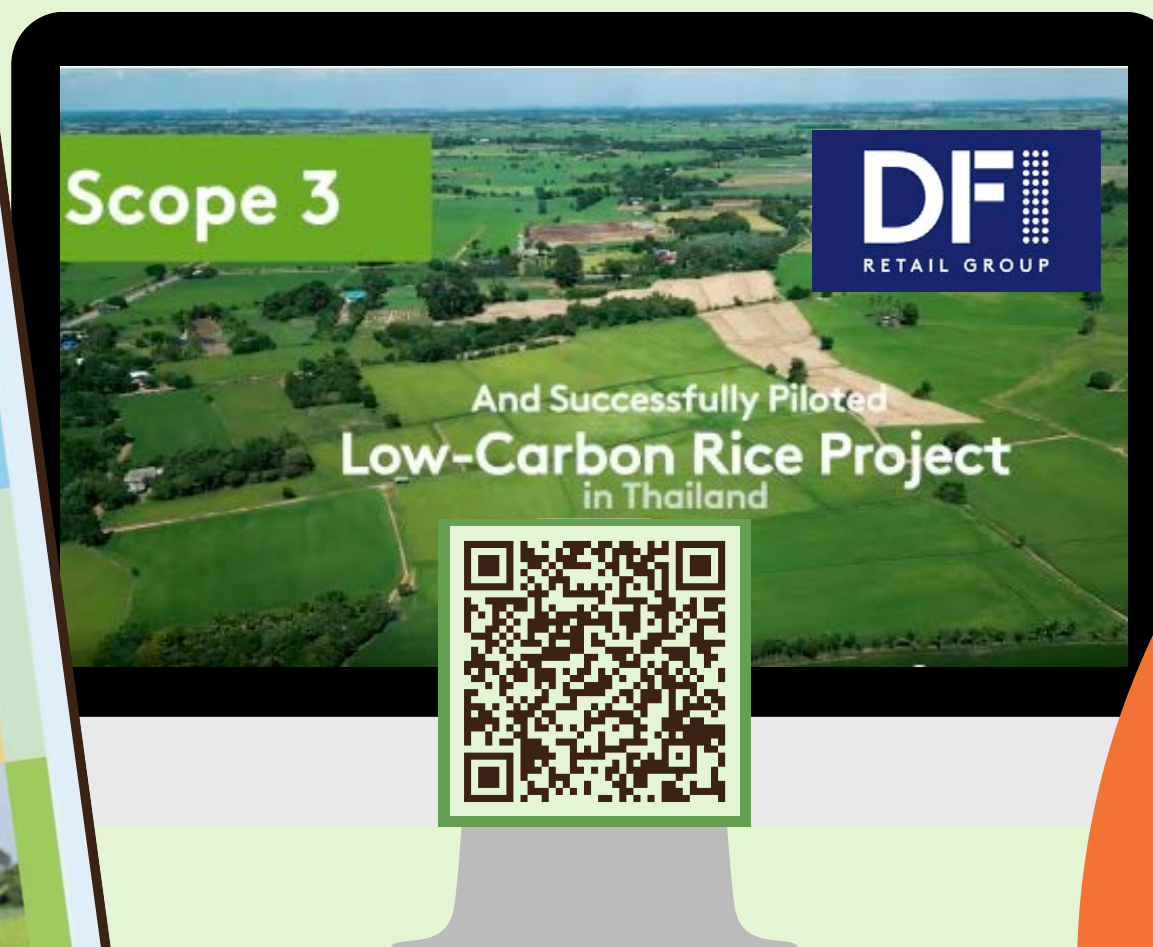 Scope 3
DFI
RETAIL GROUP
And Successfully Piloted
Low-Carbon Rice Project
in Thailand